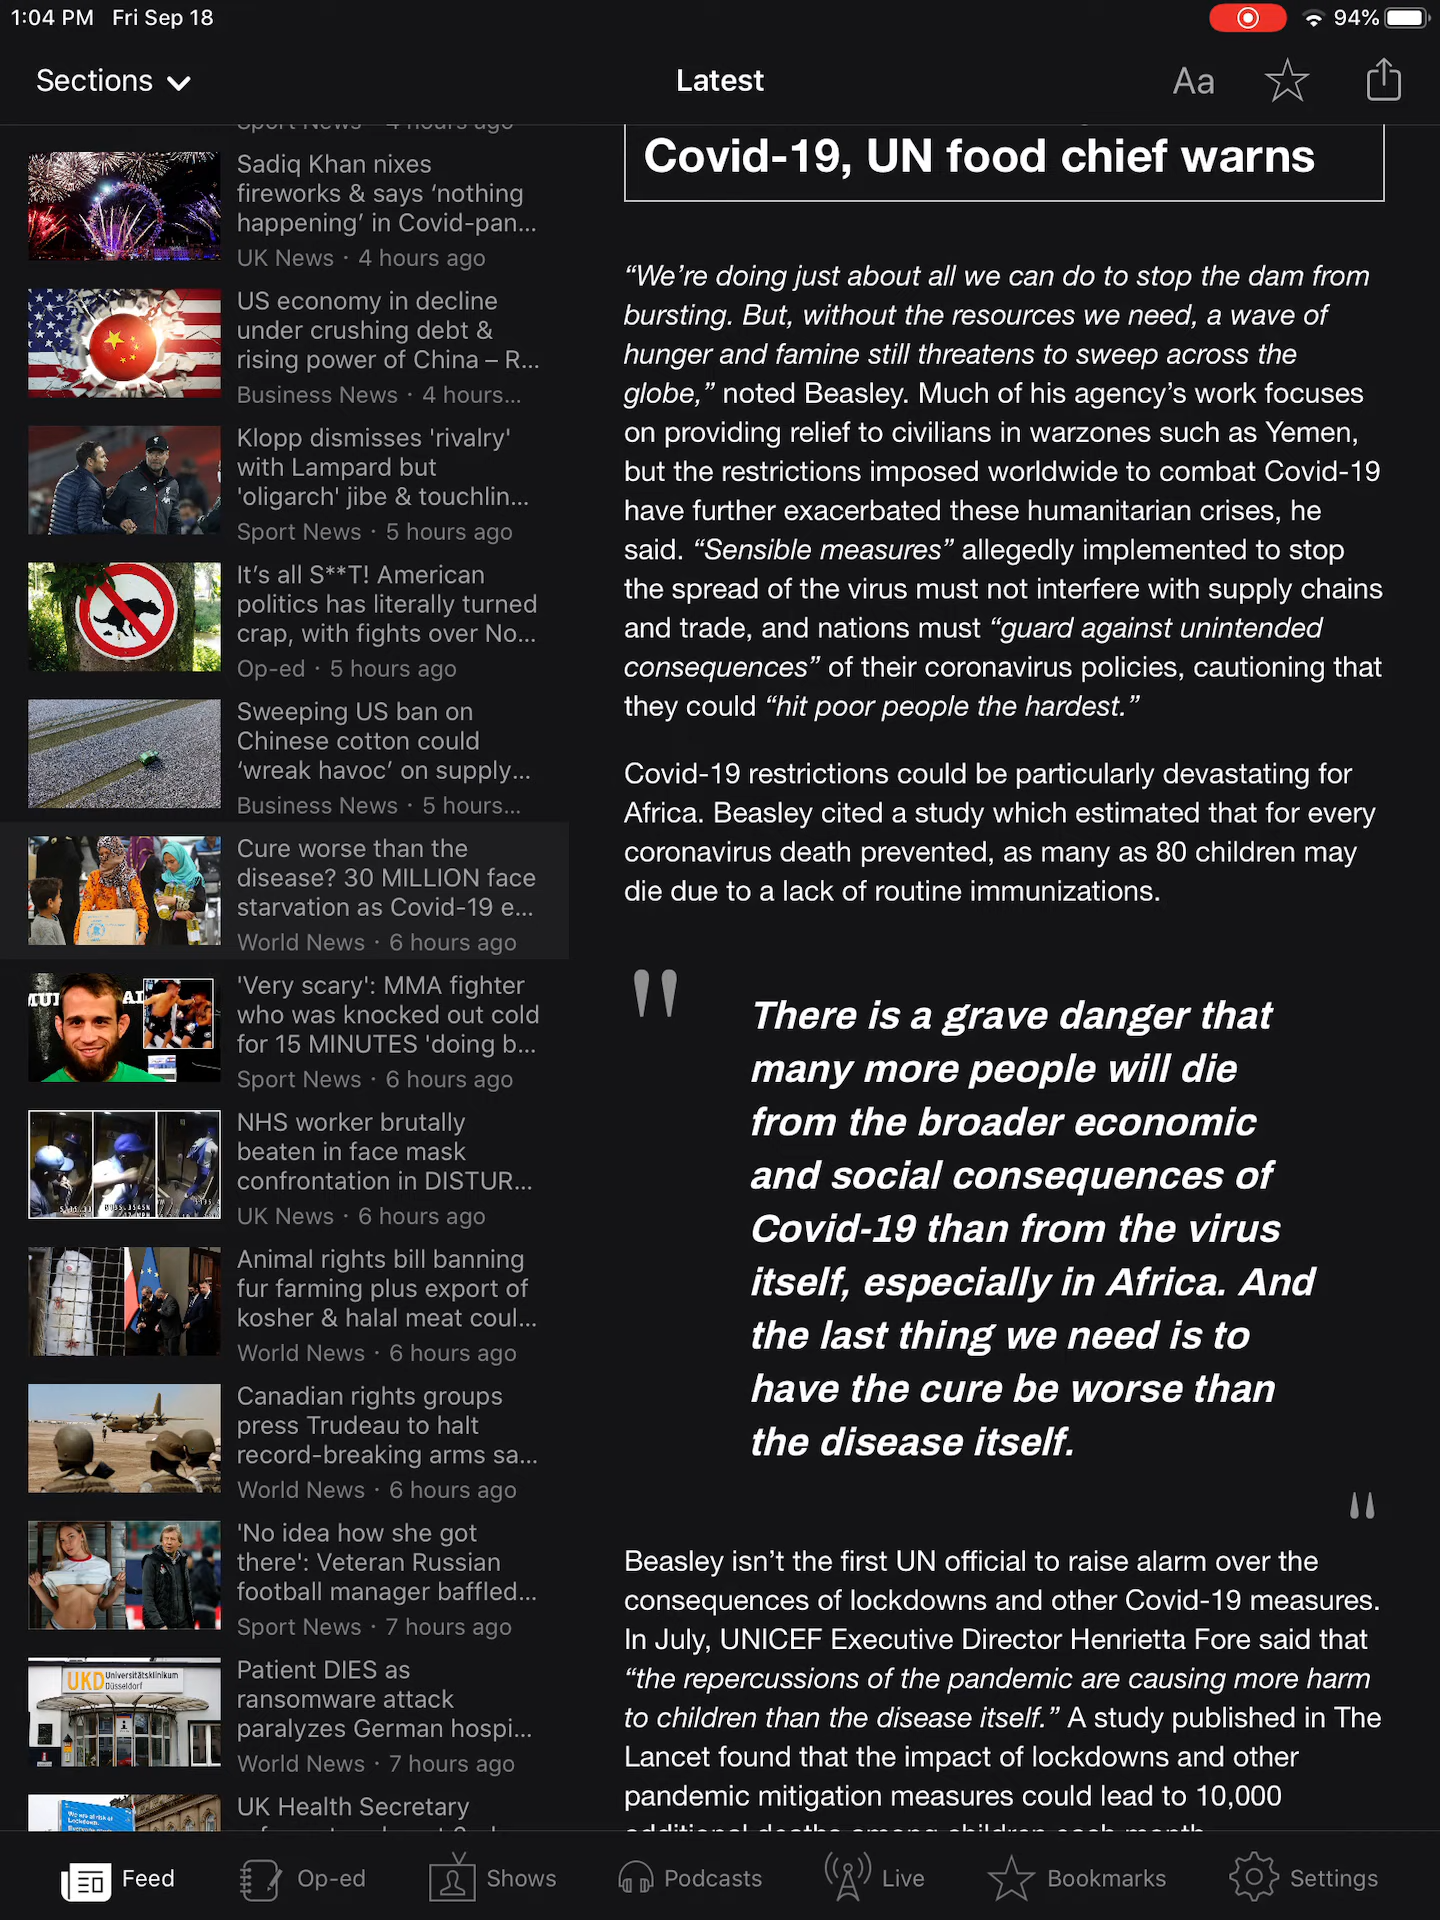 1:04 PM Fri Sep 18
94%
Sections
Latest
Aa
Sport News · 4 hours ago
Sadiq Khan nixes
fireworks & says ‘nothing
happening’ in Covid-pan...
UK News · 4 hours ago
US economy in decline
under crushing debt &
rising power of China – R...
Business News · 4 hours...
Klopp dismisses 'rivalry'
with Lampard but
'oligarch' jibe & touchlin...
Sport News · 5 hours ago
It’s all S**T! American
politics has literally turned
crap, with fights over No...
Op-ed · 5 hours ago
Sweeping US ban on
Chinese cotton could
‘wreak havoc’ on supply...
Business News · 5 hours...
Cure worse than the
disease? 30 MILLION face
starvation as Covid-19 e...
World News · 6 hours ago
'Very scary': MMA fighter
who was knocked out cold
for 15 MINUTES 'doing b...
Sport News · 6 hours ago
NHS worker brutally
beaten in face mask
confrontation in DISTUR...
UK News · 6 hours ago
Animal rights bill banning
fur farming plus export of
kosher & halal meat coul...
World News · 6 hours ago
Canadian rights groups
press Trudeau to halt
record-breaking arms sa...
World News · 6 hours ago
'No idea how she got
there': Veteran Russian
football manager baffled...
Sport News · 7 hours ago
UKD Universitätsklinikum
Düsseldorf
Patient DIES as
ransomware attack
paralyzes German hospi...
World News · 7 hours ago
UK Health Secretary
Covid-19, UN food chief warns
“We’re doing just about all we can do to stop the dam from
bursting. But, without the resources we need, a wave of
hunger and famine still threatens to sweep across the
globe,” noted Beasley. Much of his agency’s work focuses
on providing relief to civilians in warzones such as Yemen,
but the restrictions imposed worldwide to combat Covid-19
have further exacerbated these humanitarian crises, he
said. “Sensible measures” allegedly implemented to stop
the spread of the virus must not interfere with supply chains
and trade, and nations must “guard against unintended
consequences” of their coronavirus policies, cautioning that
they could “hit poor people the hardest.”
Covid-19 restrictions could be particularly devastating for
Africa. Beasley cited a study which estimated that for every
coronavirus death prevented, as many as 80 children may
die due to a lack of routine immunizations.
"
There is a grave danger that
many more people will die
from the broader economic
and social consequences of
Covid-19 than from the virus
itself, especially in Africa. And
the last thing we need is to
have the cure be worse than
the disease itself.
"
Beasley isn’t the first UN official to raise alarm over the
consequences of lockdowns and other Covid-19 measures.
In July, UNICEF Executive Director Henrietta Fore said that
“the repercussions of the pandemic are causing more harm
to children than the disease itself.” A study published in The
Lancet found that the impact of lockdowns and other
pandemic mitigation measures could lead to 10,000
additional deaths among children each month
Feed
Op-ed
Shows
Podcasts
Live
Bookmarks
Settings